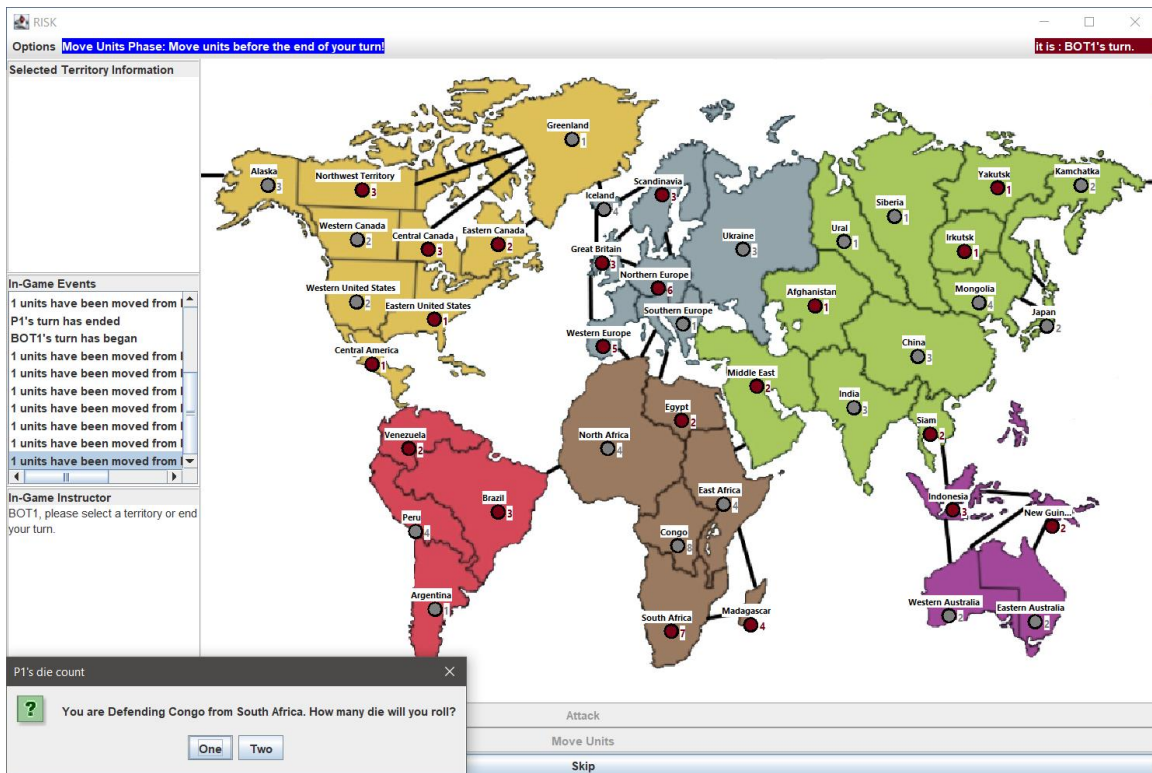 RISK
Options Move Units Phase: Move units before the end of your turn! it is : BOT1's turn.
Selected Territory Information
In-Game Events
1 units have been moved from
P1's turn has ended
BOT1's turn has began
1 units have been moved from
1 units have been moved from
1 units have been moved from
1 units have been moved from
1 units have been moved from
1 units have been moved from
1 units have been moved from
In-Game Instructor
BOT1, please select a territory or end
your turn.
Greenland
1
Alaska
3
Northwest Territory
3
Western Canada
2
Central Canada
3
Eastern Canada
2
Western United States
2
Eastern United States
1
Central America
1
Venezuela
2
Brazil
3
Peru
4
Argentina
1
Iceland
4
Scandinavia
3
Great Britain
3
Northern Europe
6
Ukraine
3
Southern Europe
1
Western Europe
5
North Africa
4
Egypt
2
East Africa
4
Congo
8
South Africa
7
Madagascar
4
Ural
1
Siberia
1
Yakutsk
1
Kamchatka
2
Irkutsk
1
Mongolia
4
Japan
2
Afghanistan
1
China
3
Middle East
2
India
3
Siam
2
Indonesia
3
New Guin...
2
Western Australia
2
Eastern Australia
2
P1's die count
You are Defending Congo from South Africa. How many die will you roll?
One Two
Attack
Move Units
Skip